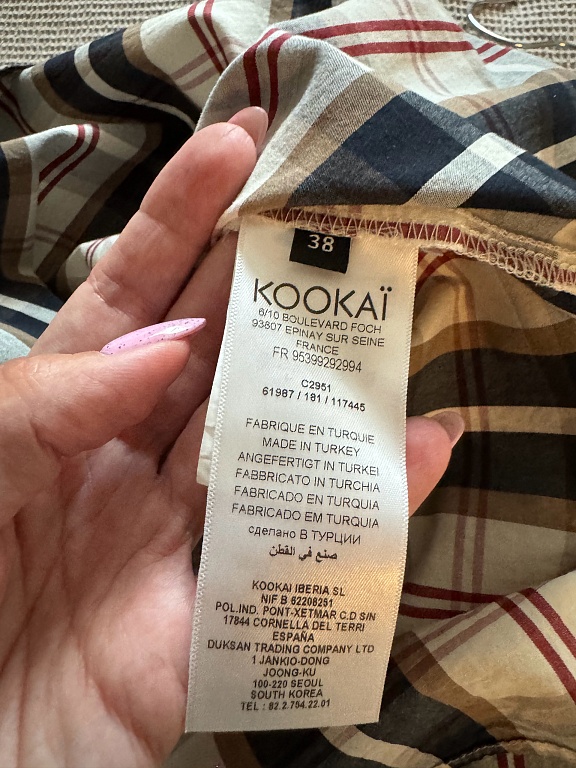 38
KOOKAÏ
6/10 BOULEVARD FOCH
93807 EPINAY SUR SEINE
FRANCE
FR 95399292994
C2951
61987 / 181 / 117445
FABRIQUE EN TURQUIE
MADE IN TURKEY
ANGEFERTIGT IN TURKEI
FABBRICATO IN TURCHIA
FABRICADO EN TURQUIA
FABRICADO EM TURQUIA
сделано В ТУРЦИИ
صنع في القطن
KOOKAI IBERIA SL
NIF B 62208251
POL.IND. PONT-XETMAR C.D S/N
17844 CORNELLA DEL TERRI
ESPAÑA
DUKSAN TRADING COMPANY LTD
1 JANKIO-DONG
JOONG-KU
100-220 SEOUL
SOUTH KOREA
TEL : 82.2.754.22.01